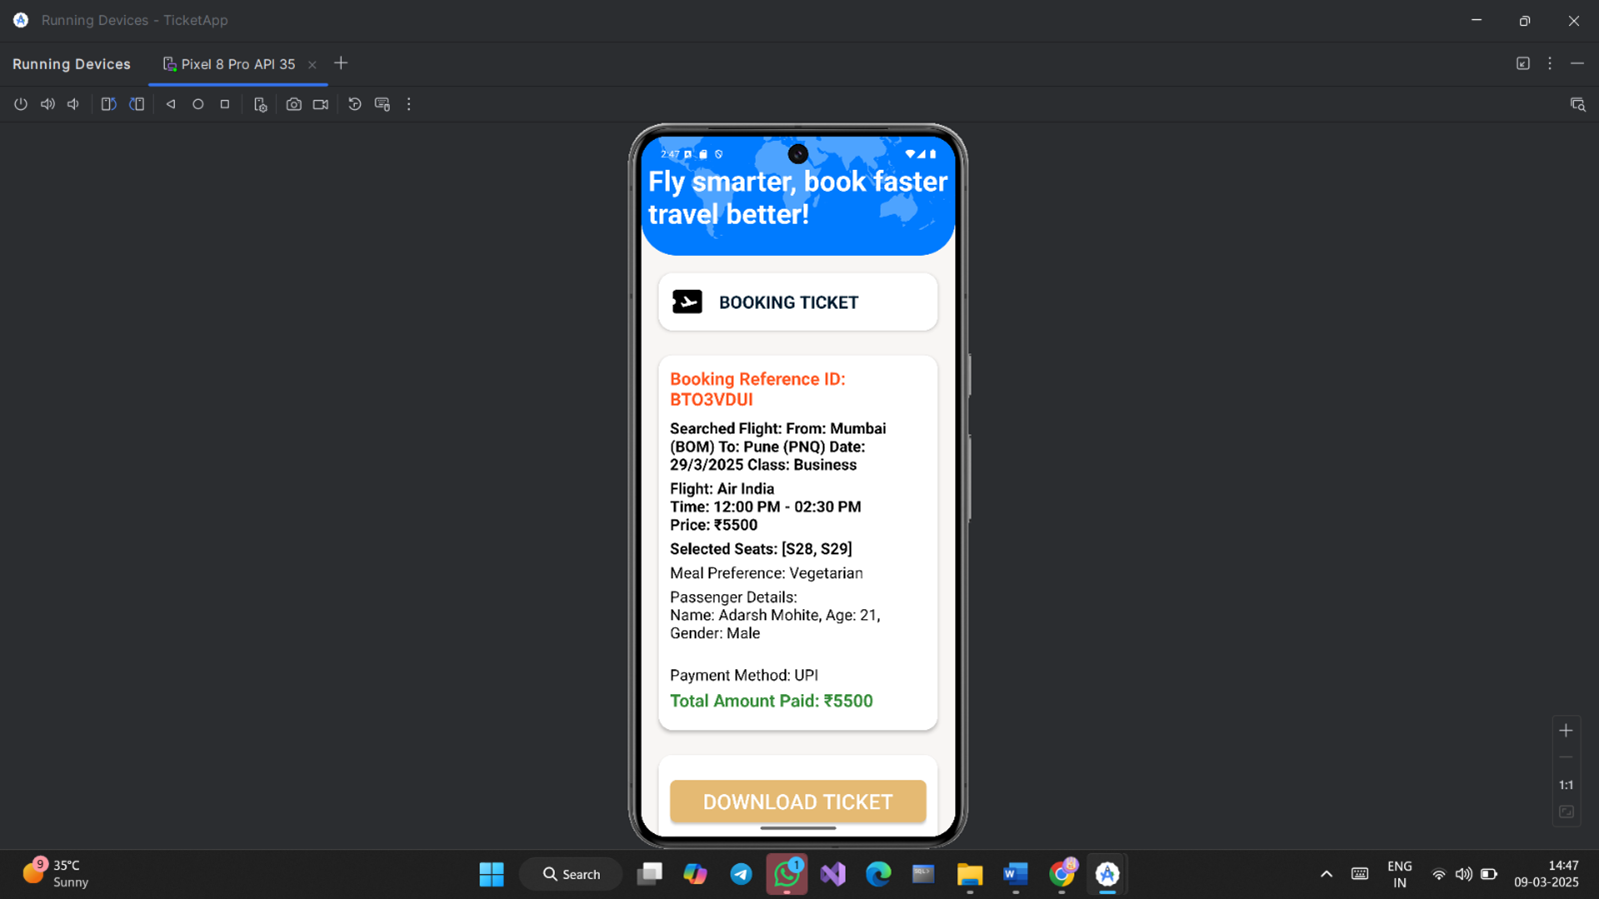 Running Devices - TicketApp
Running Devices
Pixel 8 Pro API 35
2:47
Fly smarter, book faster
travel better!
BOOKING TICKET
Booking Reference ID:
BTO3VDUI
Searched Flight: From: Mumbai
(BOM) To: Pune (PNQ) Date:
29/3/2025 Class: Business
Flight: Air India
Time: 12:00 PM - 02:30 PM
Price: ₹5500
Selected Seats: [S28, S29]
Meal Preference: Vegetarian
Passenger Details:
Name: Adarsh Mohite, Age: 21,
Gender: Male
Payment Method: UPI
Total Amount Paid: ₹5500
DOWNLOAD TICKET
1:1
9
35°C
Sunny
Search
1
ENG
IN
14:47
09-03-2025